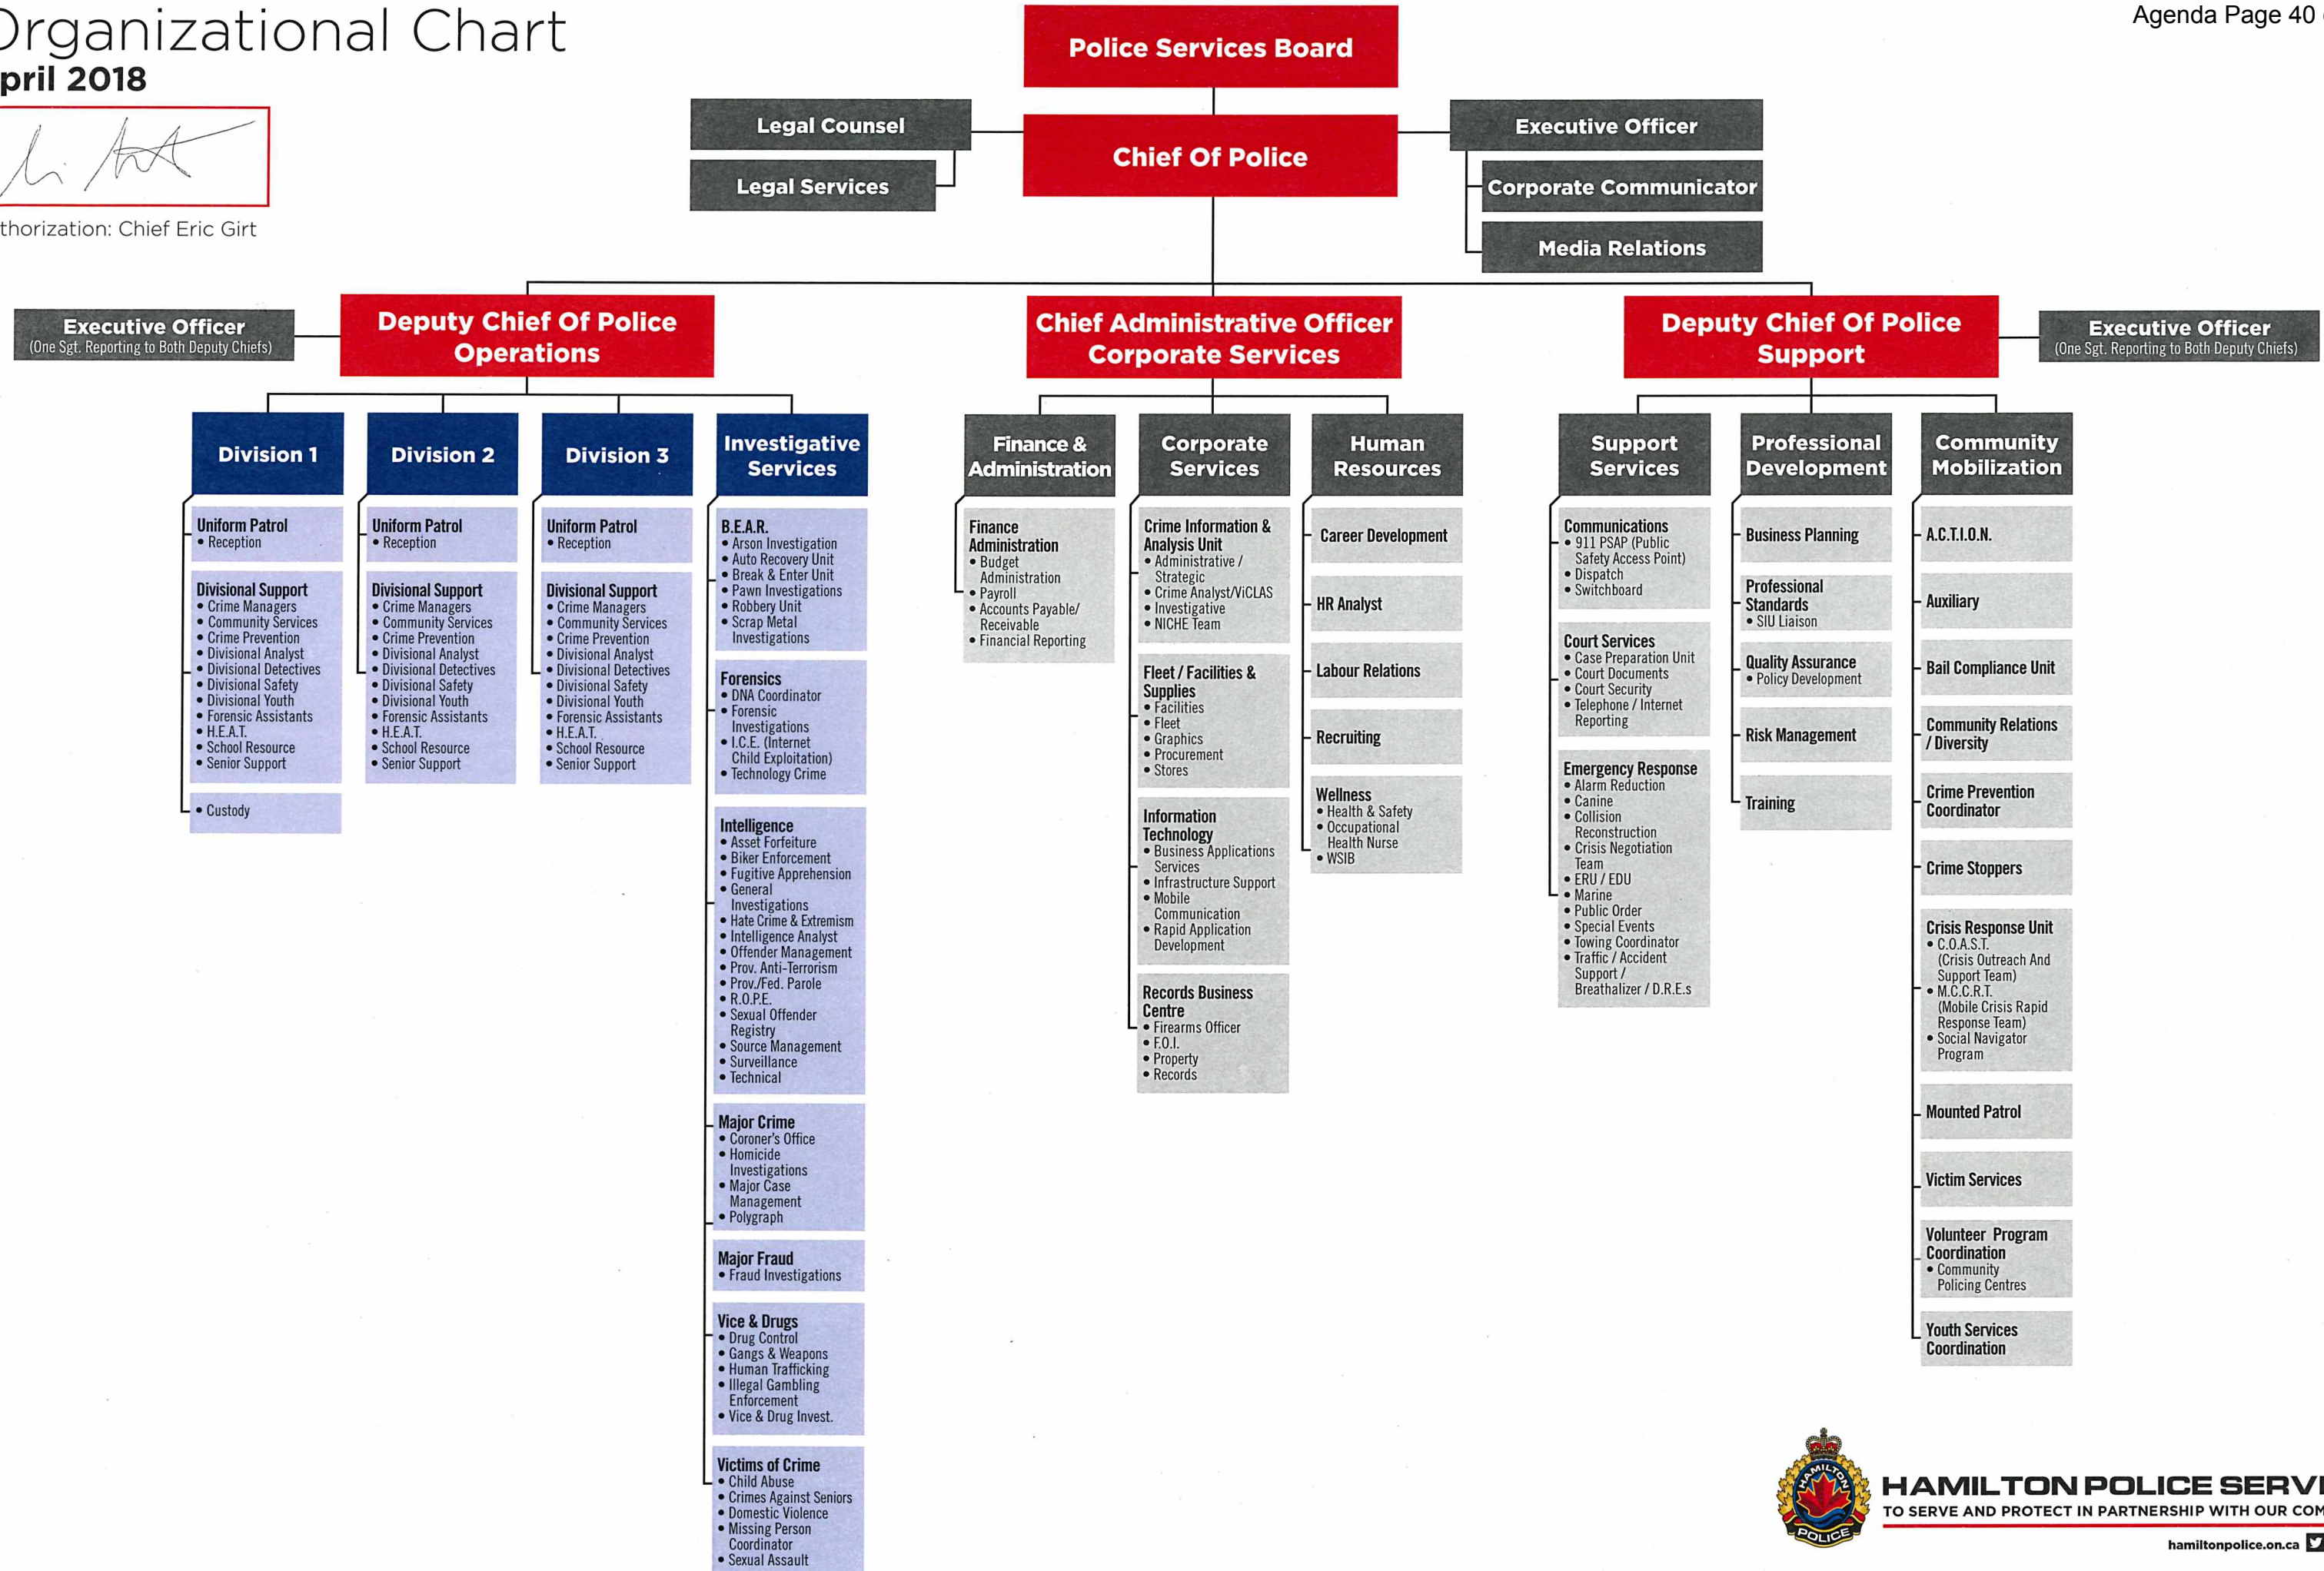 Agenda Page 40
Organizational Chart
pril 2018
thorization: Chief Eric Girt
Police Services Board
Legal Counsel
Legal Services
Chief Of Police
Executive Officer
Corporate Communicator
Media Relations
Executive Officer
(One Sgt. Reporting to Both Deputy Chiefs)
Deputy Chief Of Police
Operations
Chief Administrative Officer
Corporate Services
Deputy Chief Of Police
Support
Executive Officer
(One Sgt. Reporting to Both Deputy Chiefs)
Division 1
Uniform Patrol
• Reception
Divisional Support
• Crime Managers
• Community Services
• Crime Prevention
• Divisional Analyst
• Divisional Detectives
• Divisional Safety
• Divisional Youth
• Forensic Assistants
• H.E.A.T.
• School Resource
• Senior Support
• Custody
Division 2
Uniform Patrol
• Reception
Divisional Support
• Crime Managers
• Community Services
• Crime Prevention
• Divisional Analyst
• Divisional Detectives
• Divisional Safety
• Divisional Youth
• Forensic Assistants
• H.E.A.T.
• School Resource
• Senior Support
Division 3
Uniform Patrol
• Reception
Divisional Support
• Crime Managers
• Community Services
• Crime Prevention
• Divisional Analyst
• Divisional Detectives
• Divisional Safety
• Divisional Youth
• Forensic Assistants
• H.E.A.T.
• School Resource
• Senior Support
Investigative
Services
B.E.A.R.
• Arson Investigation
• Auto Recovery Unit
• Break & Enter Unit
• Pawn Investigations
• Robbery Unit
• Scrap Metal
Investigations
Forensics
• DNA Coordinator
• Forensic
Investigations
• I.C.E. (Internet
Child Exploitation)
• Technology Crime
Intelligence
• Asset Forfeiture
• Biker Enforcement
• Fugitive Apprehension
• General
Investigations
• Hate Crime & Extremism
• Intelligence Analyst
• Offender Management
• Prov. Anti-Terrorism
• Prov./Fed. Parole
• R.O.P.E.
• Sexual Offender
Registry
• Source Management
• Surveillance
• Technical
Major Crime
• Coroner's Office
• Homicide
Investigations
• Major Case
Management
• Polygraph
Major Fraud
• Fraud Investigations
Vice & Drugs
• Drug Control
• Gangs & Weapons
• Human Trafficking
• Illegal Gambling
Enforcement
• Vice & Drug Invest.
Victims of Crime
• Child Abuse
• Crimes Against Seniors
• Domestic Violence
• Missing Person
Coordinator
• Sexual Assault
Finance &
Administration
Finance
Administration
• Budget
Administration
• Payroll
• Accounts Payable/
Receivable
• Financial Reporting
Corporate
Services
Crime Information &
Analysis Unit
• Administrative /
Strategic
• Crime Analyst/ViCLAS
• Investigative
• NICHE Team
Fleet / Facilities &
Supplies
• Facilities
• Fleet
• Graphics
• Procurement
• Stores
Information
Technology
• Business Applications
Services
• Infrastructure Support
• Mobile
Communication
• Rapid Application
Development
Records Business
Centre
• Firearms Officer
• F.O.I.
• Property
• Records
Human
Resources
Career Development
HR Analyst
Labour Relations
Recruiting
Wellness
• Health & Safety
• Occupational
Health Nurse
• WSIB
Support
Services
Communications
• 911 PSAP (Public
Safety Access Point)
• Dispatch
• Switchboard
Court Services
• Case Preparation Unit
• Court Documents
• Court Security
• Telephone / Internet
Reporting
Emergency Response
• Alarm Reduction
• Canine
• Collision
Reconstruction
• Crisis Negotiation
Team
• ERU / EDU
• Marine
• Public Order
• Special Events
• Towing Coordinator
• Traffic / Accident
Support /
Breathalizer / D.R.E.s
Professional
Development
Business Planning
Professional
Standards
• SIU Liaison
Quality Assurance
• Policy Development
Risk Management
Training
Community
Mobilization
A.C.T.I.O.N.
Auxiliary
Bail Compliance Unit
Community Relations
/ Diversity
Crime Prevention
Coordinator
Crime Stoppers
Crisis Response Unit
• C.O.A.S.T.
(Crisis Outreach And
Support Team)
• M.C.C.R.T.
(Mobile Crisis Rapid
Response Team)
• Social Navigator
Program
Mounted Patrol
Victim Services
Volunteer Program
Coordination
• Community
Policing Centres
Youth Services
Coordination
HAMILTON
POLICE
HAMILTON POLICE SERVI
TO SERVE AND PROTECT IN PARTNERSHIP WITH OUR COM
hamiltonpolice.on.ca